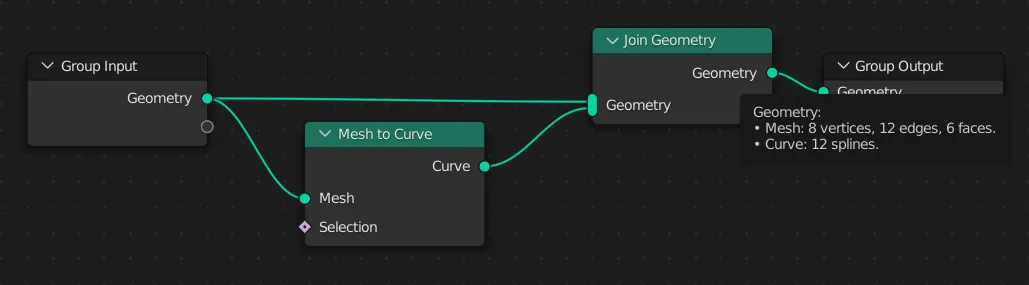 Group Input
Geometry
Mesh to Curve
Curve
Mesh
Selection
Join Geometry
Geometry
Geometry
Group Output
Geometry
Geometry:
• Mesh: 8 vertices, 12 edges, 6 faces.
• Curve: 12 splines.